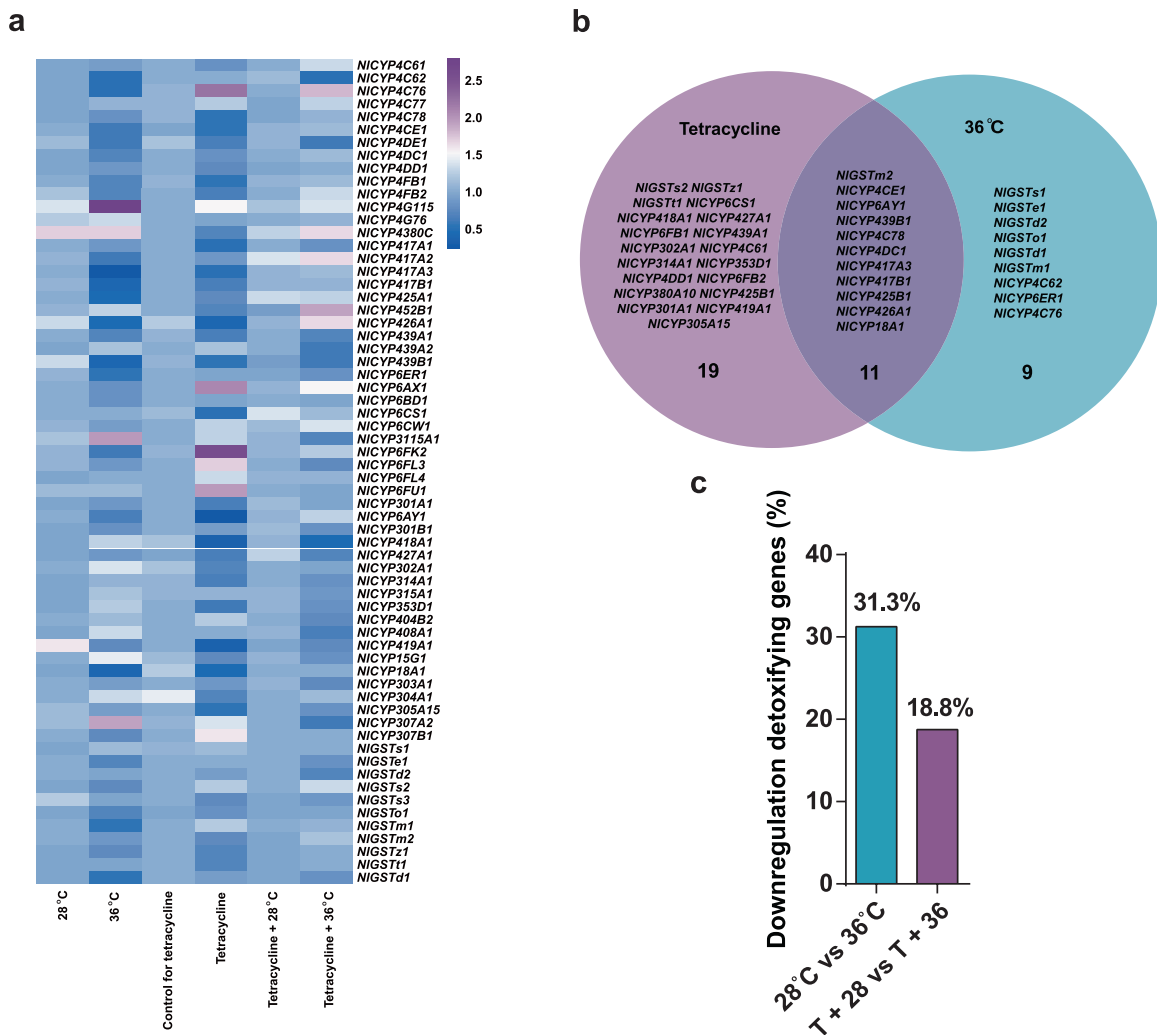 a
2.5
2.0
1.5
1.0
0.5
NlCYP4C61
NlCYP4C62
NlCYP4C76
NlCYP4C77
NlCYP4C78
NlCYP4CE1
NlCYP4DE1
NlCYP4DC1
NlCYP4DD1
NlCYP4FB1
NlCYP4FB2
NlCYP4G115
NlCYP4G76
NlCYP4380C
NlCYP417A1
NlCYP417A2
NlCYP417A3
NlCYP417B1
NlCYP425A1
NlCYP452B1
NlCYP426A1
NlCYP439A1
NlCYP439A2
NlCYP439B1
NlCYP6ER1
NlCYP6AX1
NlCYP6BD1
NlCYP6CS1
NlCYP6CW1
NlCYP3115A1
NlCYP6FK2
NlCYP6FL3
NlCYP6FL4
NlCYP6FU1
NlCYP301A1
NlCYP6AY1
NlCYP301B1
NlCYP418A1
NlCYP427A1
NlCYP302A1
NlCYP314A1
NlCYP315A1
NlCYP353D1
NlCYP404B2
NlCYP408A1
NlCYP419A1
NlCYP15G1
NlCYP18A1
NlCYP303A1
NlCYP304A1
NlCYP305A15
NlCYP307A2
NlCYP307B1
NlGSTs1
NlGSTe1
NlGSTd2
NlGSTs2
NlGSTs3
NlGSTo1
NlGSTm1
NlGSTm2
NlGSTz1
NlGSTt1
NlGSTd1
28°C
36°C
Control for tetracycline
Tetracycline
Tetracycline + 28°C
Tetracycline + 36°C
b
Tetracycline
NlGSTs2 NlGSTz1
NlGSTt1 NlCYP6CS1
NlCYP418A1 NlCYP427A1
NlCYP6FB1 NlCYP439A1
NlCYP302A1 NlCYP4C61
NlCYP314A1 NlCYP353D1
NlCYP4DD1 NlCYP6FB2
NlCYP380A10 NlCYP425B1
NlCYP301A1 NlCYP419A1
NlCYP305A15
19
NlGSTm2
NlCYP4CE1
NlCYP6AY1
NlCYP439B1
NlCYP4C78
NlCYP4DC1
NlCYP417A3
NlCYP417B1
NlCYP425B1
NlCYP426A1
NlCYP18A1
11
36°C
NlGSTs1
NlGSTe1
NlGSTd2
NlGSTo1
NlGSTd1
NlGSTm1
NlCYP4C62
NlCYP6ER1
NlCYP4C76
9
c
Downregulation detoxifying genes (%)
40
30
20
10
0
31.3%
18.8%
28°C vs 36°C
T + 28 vs T + 36